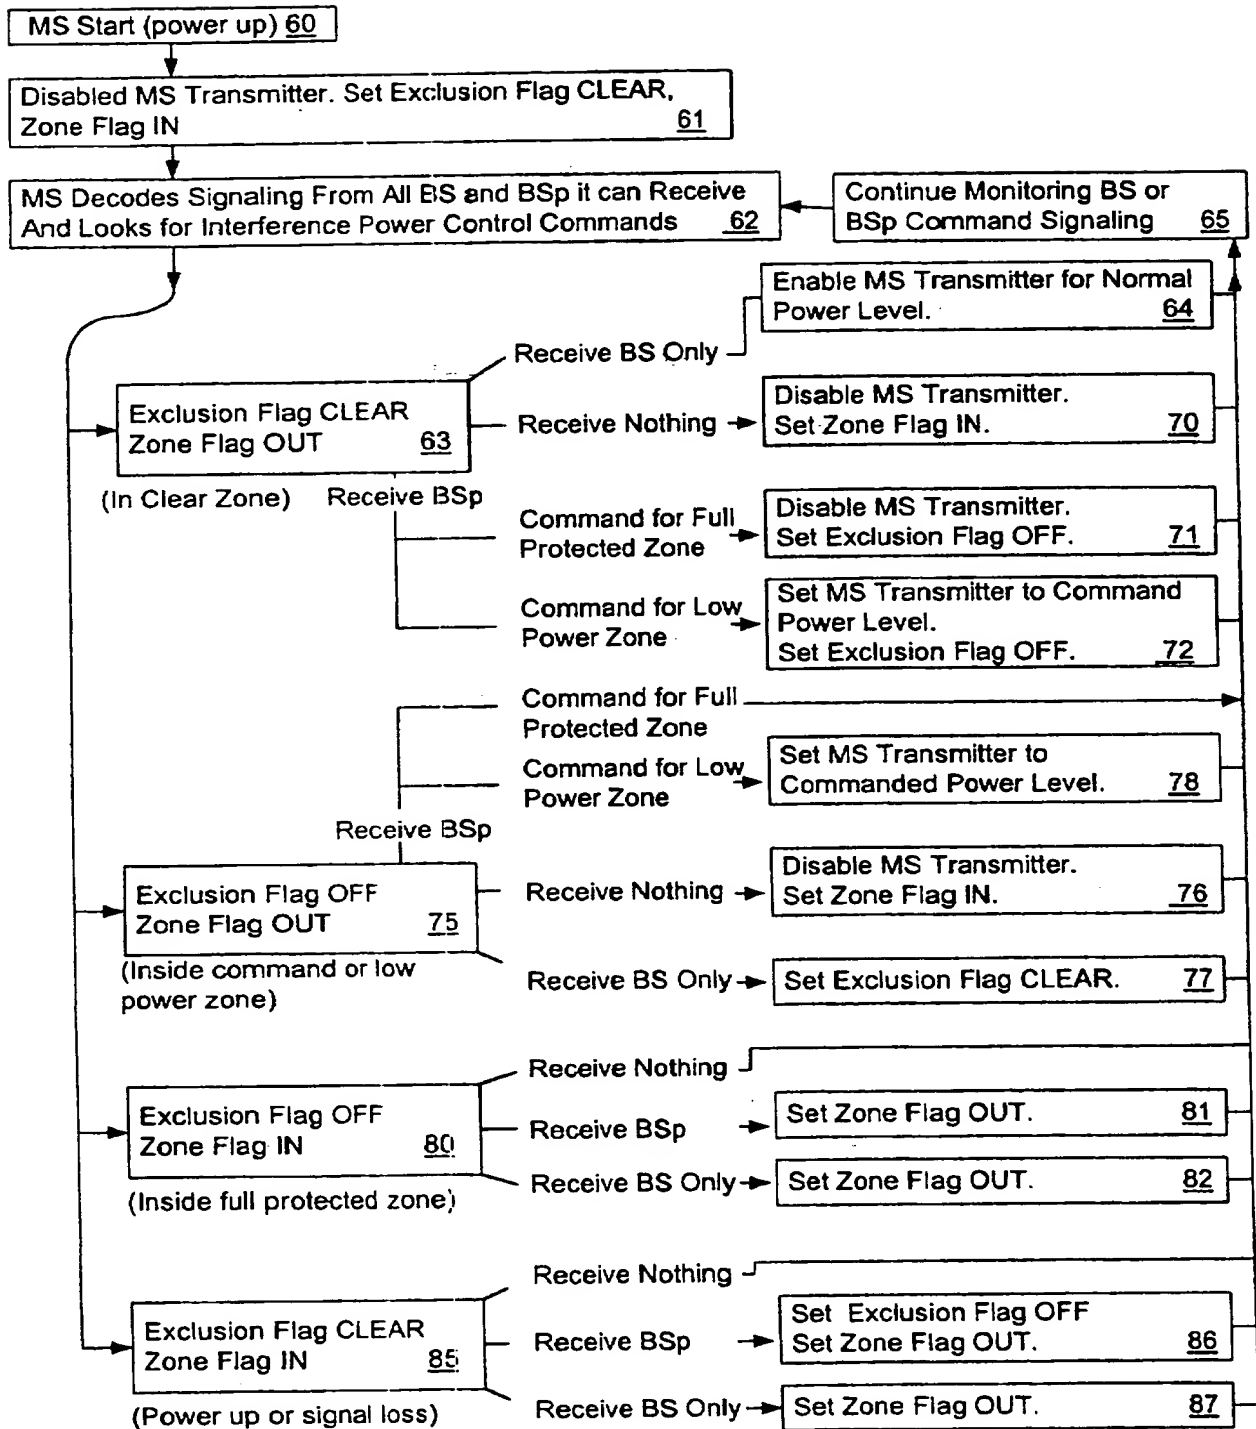 MS Start (power up) 60
Disabled MS Transmitter. Set Exclusion Flag CLEAR,
Zone Flag IN 61
MS Decodes Signaling From All BS and BSp it can Receive
And Looks for Interference Power Control Commands 62
Continue Monitoring BS or
BSp Command Signaling 65
Enable MS Transmitter for Normal
Power Level. 64
Receive BS Only
Exclusion Flag CLEAR
Zone Flag OUT 63
(In Clear Zone)
Receive Nothing
Disable MS Transmitter.
Set Zone Flag IN. 70
Receive BSp
Command for Full
Protected Zone
Disable MS Transmitter.
Set Exclusion Flag OFF. 71
Command for Low
Power Zone
Set MS Transmitter to Command
Power Level.
Set Exclusion Flag OFF. 72
Command for Full
Protected Zone
Command for Low
Power Zone
Set MS Transmitter to
Commanded Power Level. 78
Receive BSp
Exclusion Flag OFF
Zone Flag OUT 75
(Inside command or low
power zone)
Receive Nothing
Disable MS Transmitter.
Set Zone Flag IN. 76
Receive BS Only
Set Exclusion Flag CLEAR. 77
Receive Nothing
Exclusion Flag OFF
Zone Flag IN 80
(Inside full protected zone)
Receive BSp
Set Zone Flag OUT. 81
Receive BS Only
Set Zone Flag OUT. 82
Receive Nothing
Exclusion Flag CLEAR
Zone Flag IN 85
(Power up or signal loss)
Receive BSp
Set Exclusion Flag OFF
Set Zone Flag OUT. 86
Receive BS Only
Set Zone Flag OUT. 87